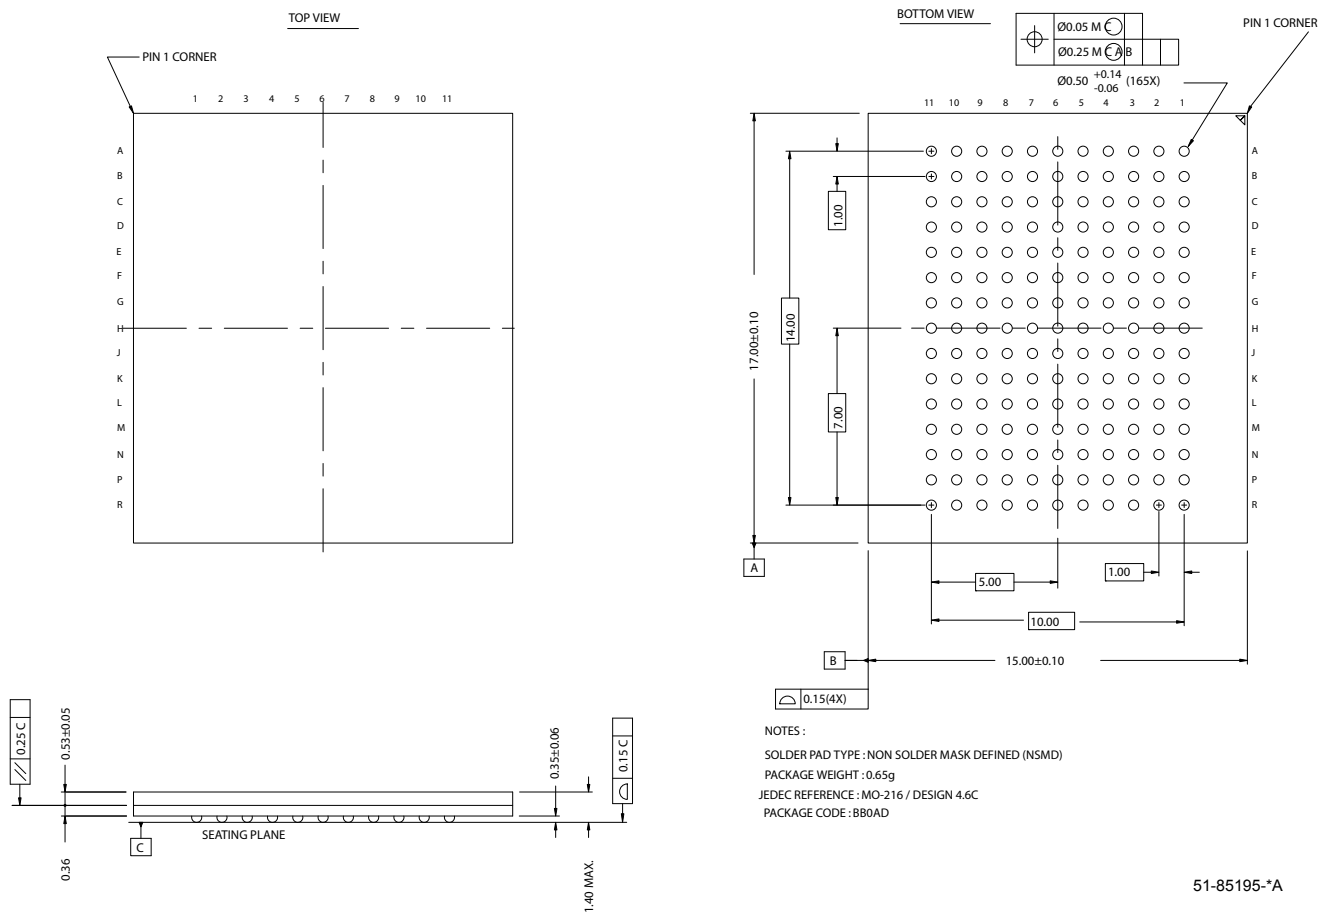 TOP VIEW
PIN 1 CORNER
1 2 3 4 5 6 7 8 9 10 11
A
B
C
D
E
F
G
H
J
K
L
M
N
P
R
BOTTOM VIEW
PIN 1 CORNER
Ø0.05 M C
Ø0.25 M C A B
Ø0.50 +0.14 -0.06 (165X)
11 10 9 8 7 6 5 4 3 2 1
A
B
C
D
E
F
G
H
J
K
L
M
N
P
R
1.00
14.00
17.00±0.10
7.00
A
5.00
1.00
10.00
B
15.00±0.10
0.15(4X)
0.25 C
0.53±0.05
0.35±0.06
0.15 C
SEATING PLANE
C
0.36
1.40 MAX.
NOTES :
SOLDER PAD TYPE : NON SOLDER MASK DEFINED (NSMD)
PACKAGE WEIGHT : 0.65g
JEDEC REFERENCE : MO-216 / DESIGN 4.6C
PACKAGE CODE : BB0AD
51-85195-*A